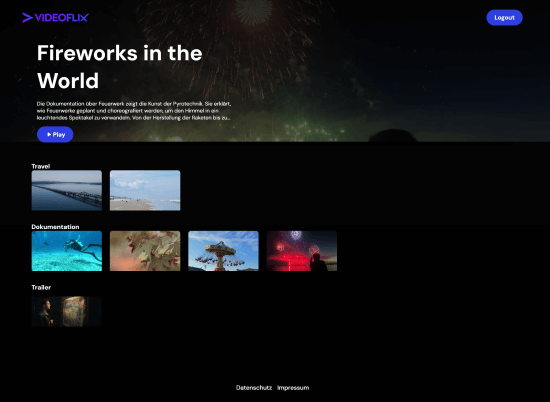 VIDEOFLIX
Logout
Fireworks in the
World
Die Dokumentation über Feuerwerk zeigt die Kunst der Pyrotechnik. Sie erklärt,
wie Feuerwerke geplant und choreografiert werden, um den Himmel in ein
leuchtendes Spektakel zu verwandeln. Von der Herstellung der Raketen bis zu...
Play
Travel
Dokumentation
Trailer
Datenschutz Impressum